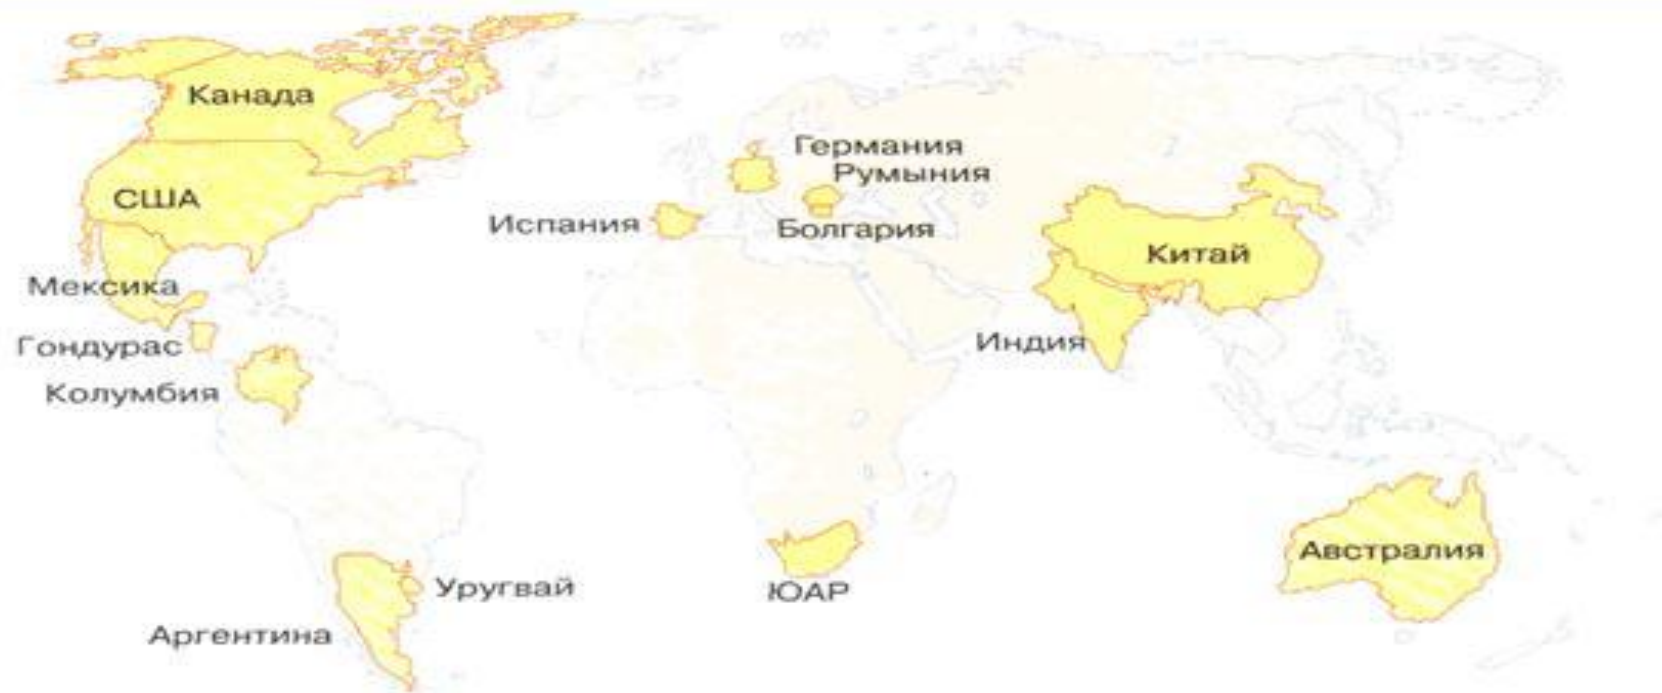 Канада
Германия
Румыния
США
Испания
Болгария
Китай
Мексика
Индия
Гондурас
Колумбия
Австралия
Уругвай
ЮАР
Аргентина